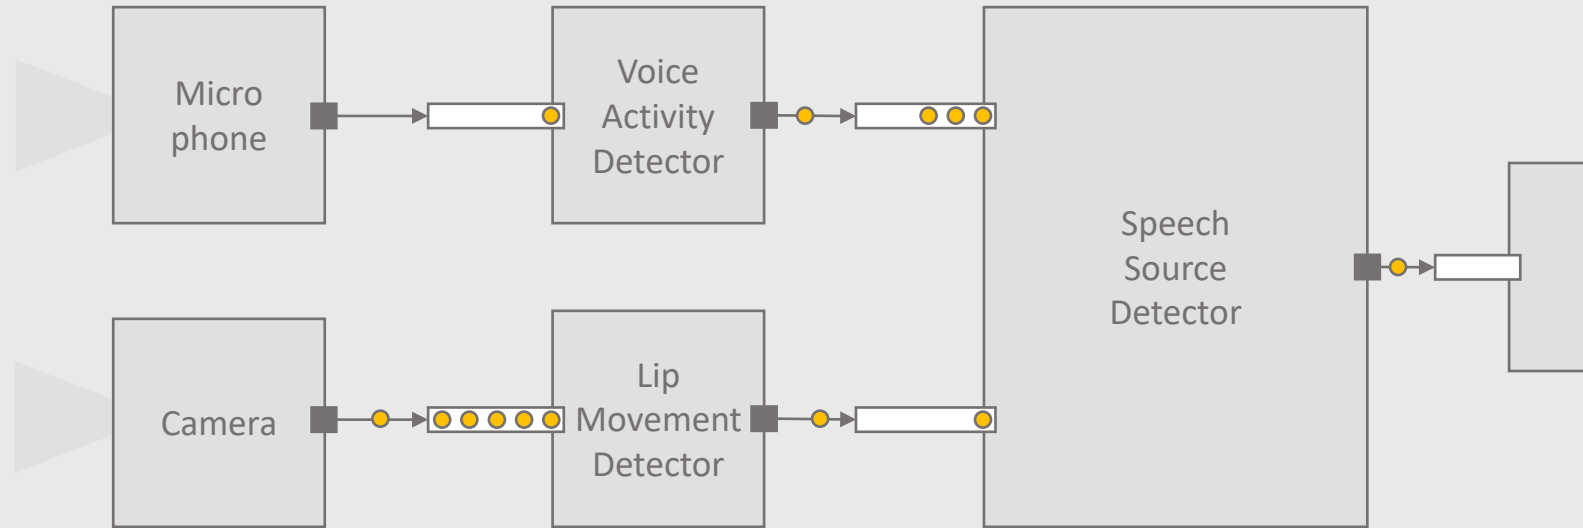 Micro
phone
Voice
Activity
Detector
Speech
Source
Detector
Camera
Lip
Movement
Detector